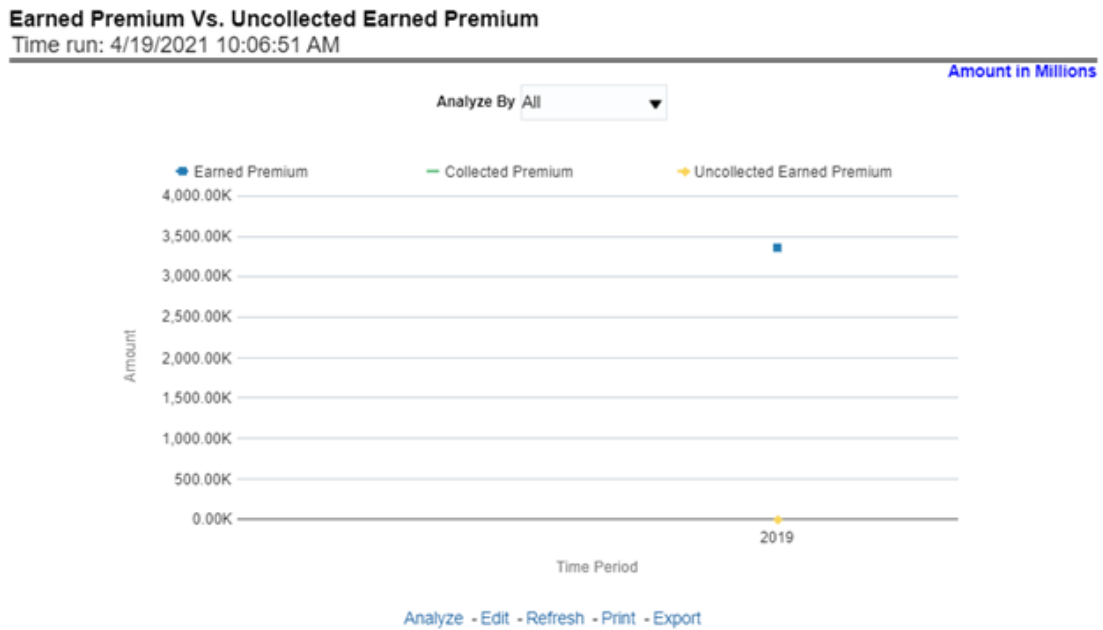 Earned Premium Vs. Uncollected Earned Premium
Time run: 4/19/2021 10:06:51 AM
Amount in Millions
Analyze By All
Earned Premium Collected Premium Uncollected Earned Premium
4,000.00K
3,500.00K
3,000.00K
2,500.00K
2,000.00K
1,500.00K
1,000.00K
500.00K
0.00K
Amount
2019
Time Period
Analyze - Edit - Refresh - Print - Export